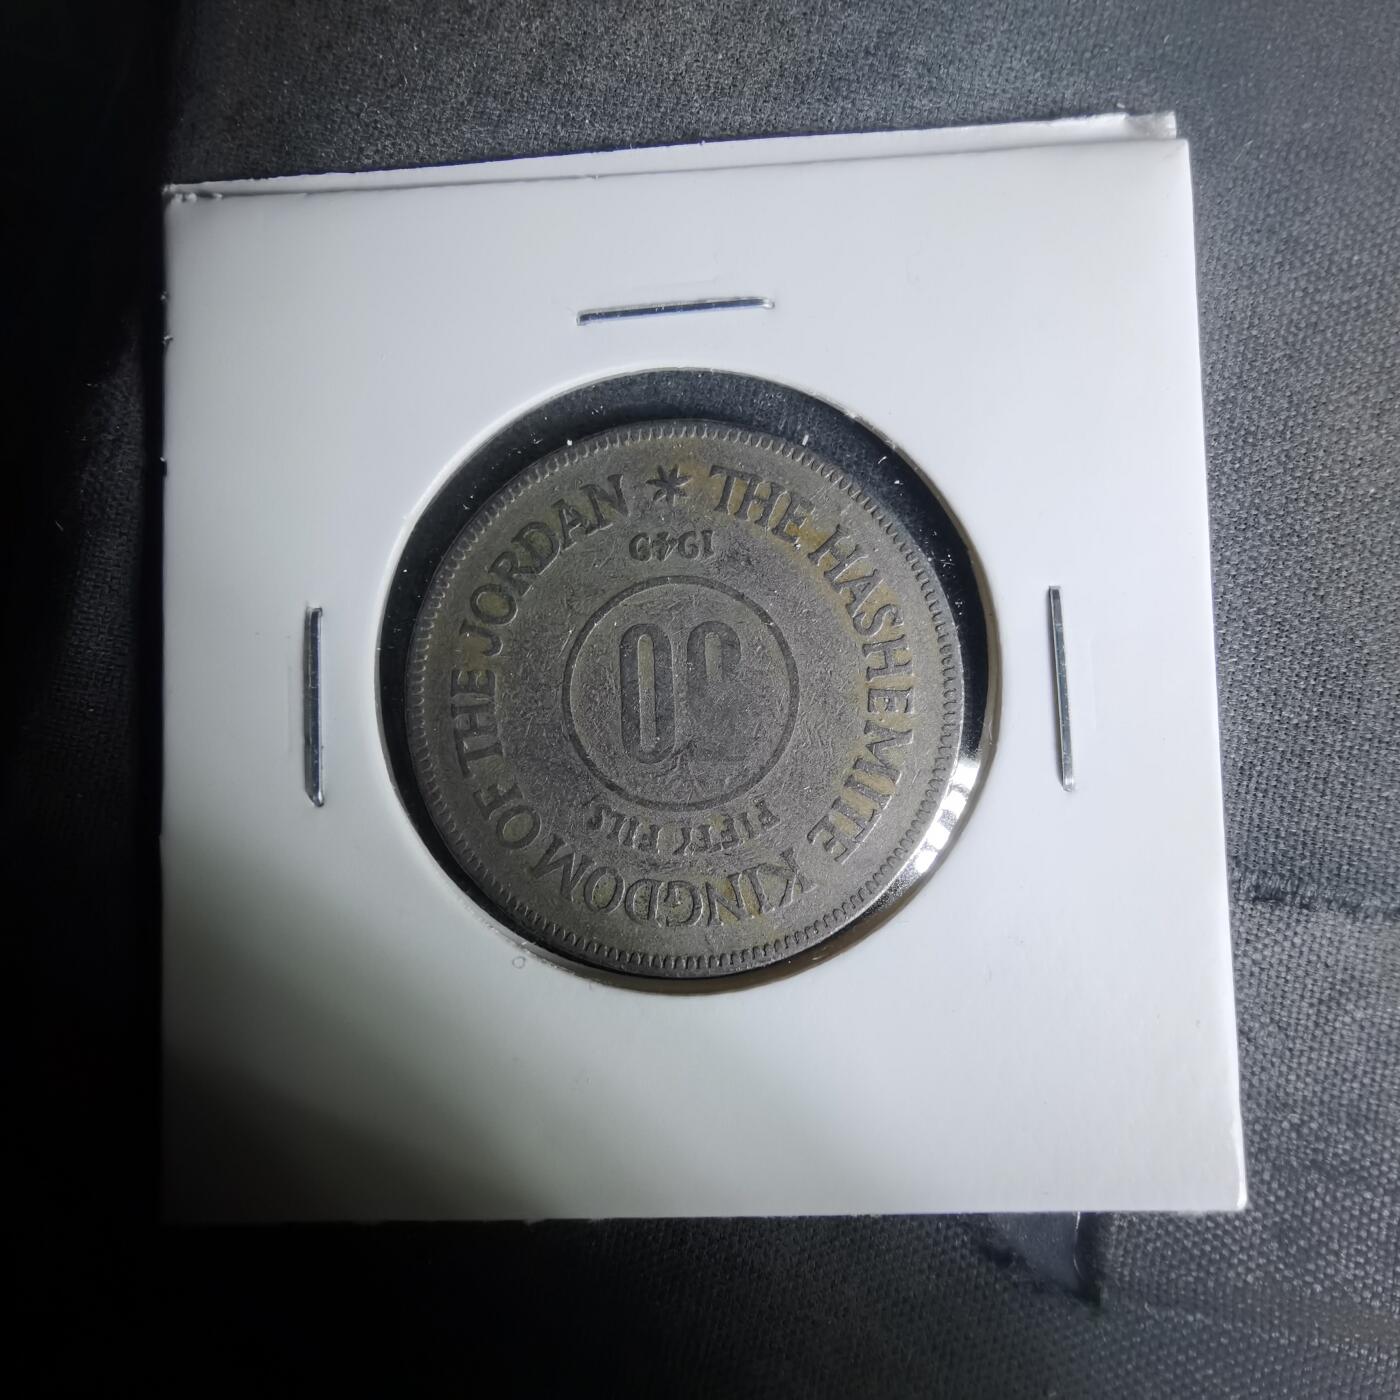 THE HASHEMITE KINGDOM OF THE JORDAN *
FIFTY FILS
50
1949